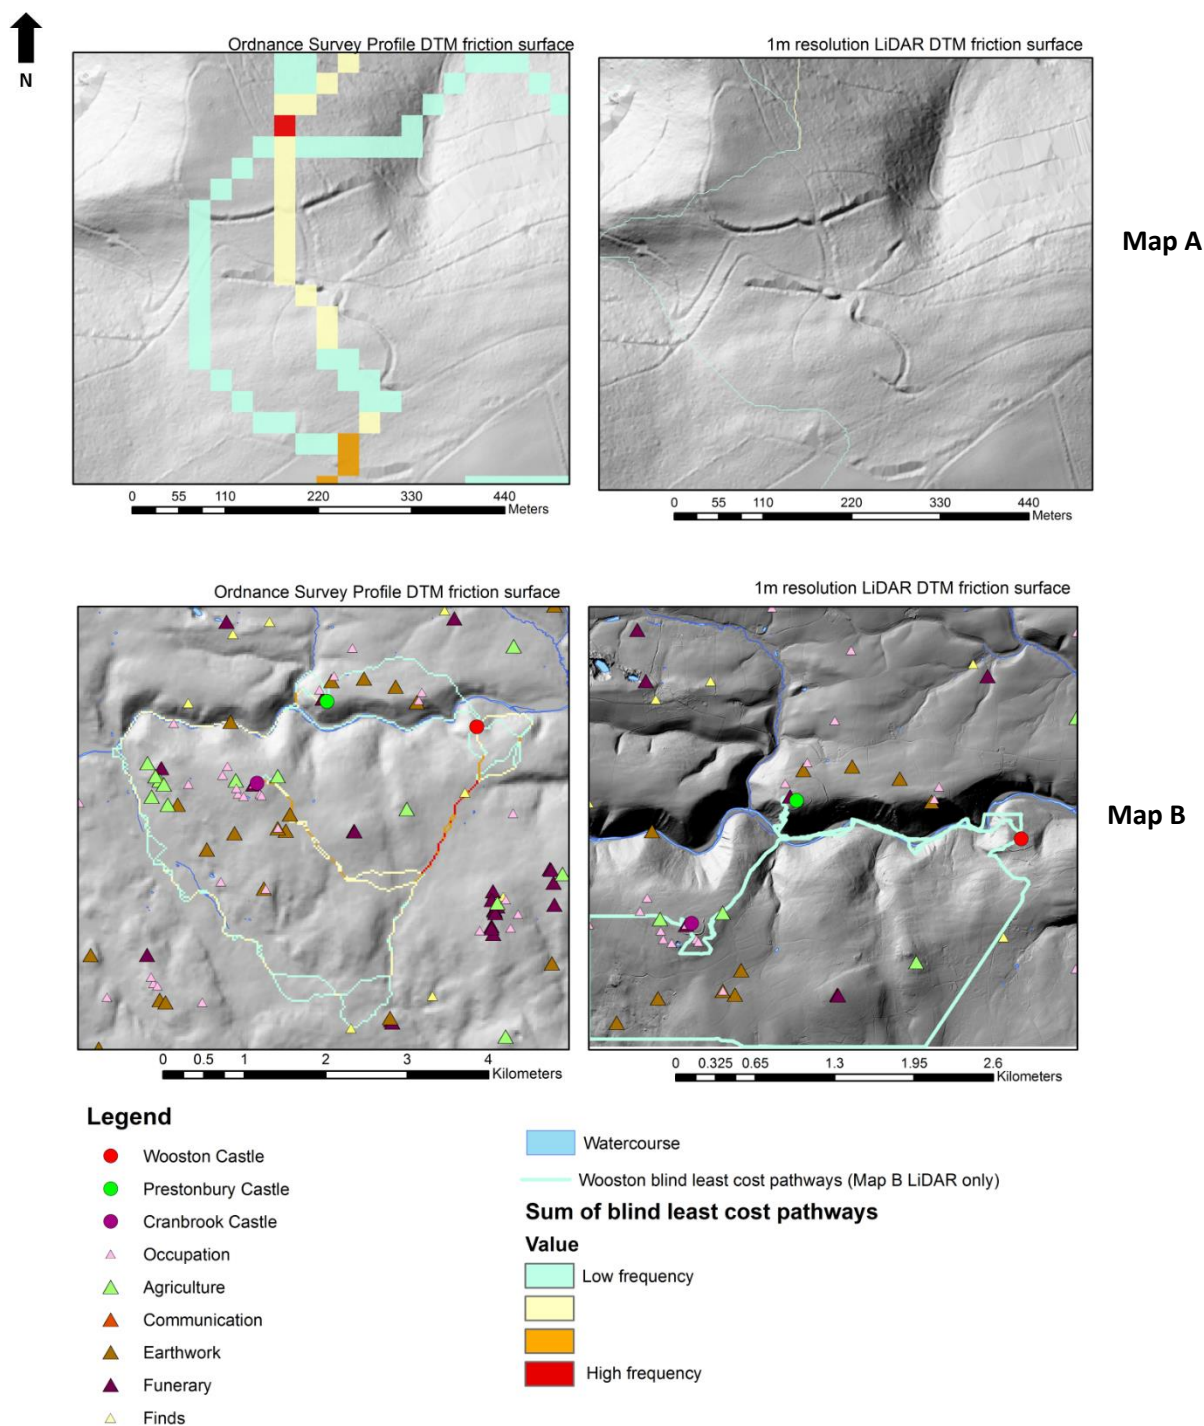 N
Ordnance Survey Profile DTM friction surface
1m resolution LiDAR DTM friction surface
Map A
0 55 110 220 330 440
Meters
0 55 110 220 330 440
Meters
Ordnance Survey Profile DTM friction surface
1m resolution LiDAR DTM friction surface
Map B
0 0.5 1 2 3 4
Kilometers
0 0.325 0.65 1.3 1.95 2.6
Kilometers
Legend
Wooston Castle
Prestonbury Castle
Cranbrook Castle
Occupation
Agriculture
Communication
Earthwork
Funerary
Finds
Watercourse
Wooston blind least cost pathways (Map B LiDAR only)
Sum of blind least cost pathways
Value
Low frequency
High frequency